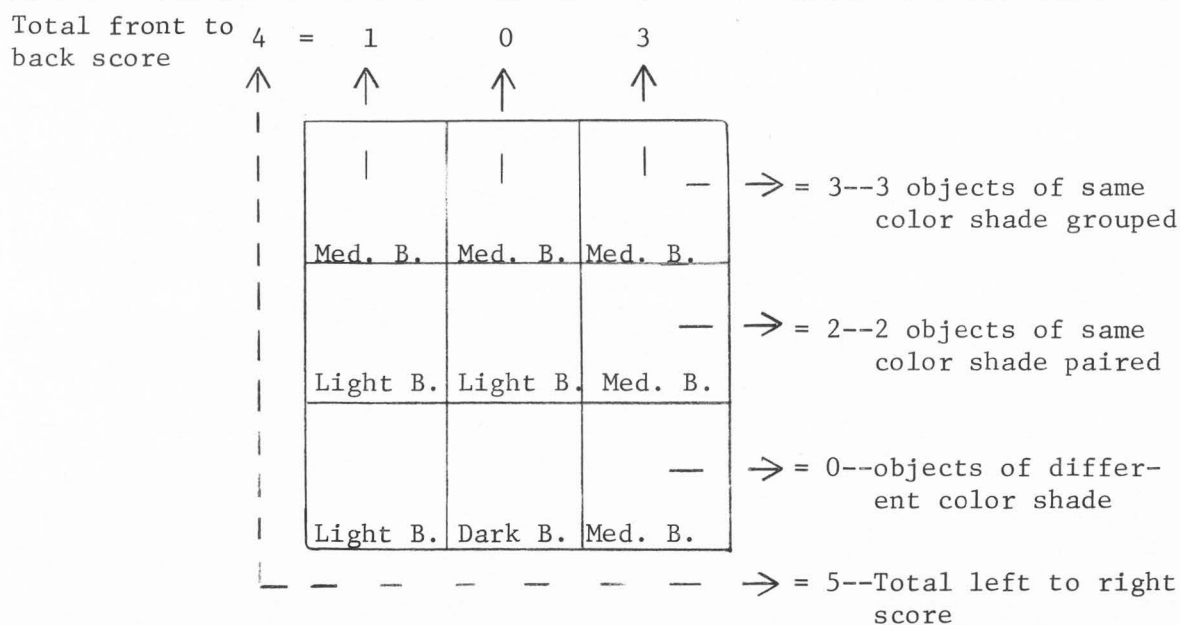 Total front to
back score
4 = 1 0 3
= 3--3 objects of same
color shade grouped
Med. B. Med. B. Med. B.
= 2--2 objects of same
color shade paired
Light B. Light B. Med. B.
= 0--objects of differ-
ent color shade
Light B. Dark B. Med. B.
= 5--Total left to right
score